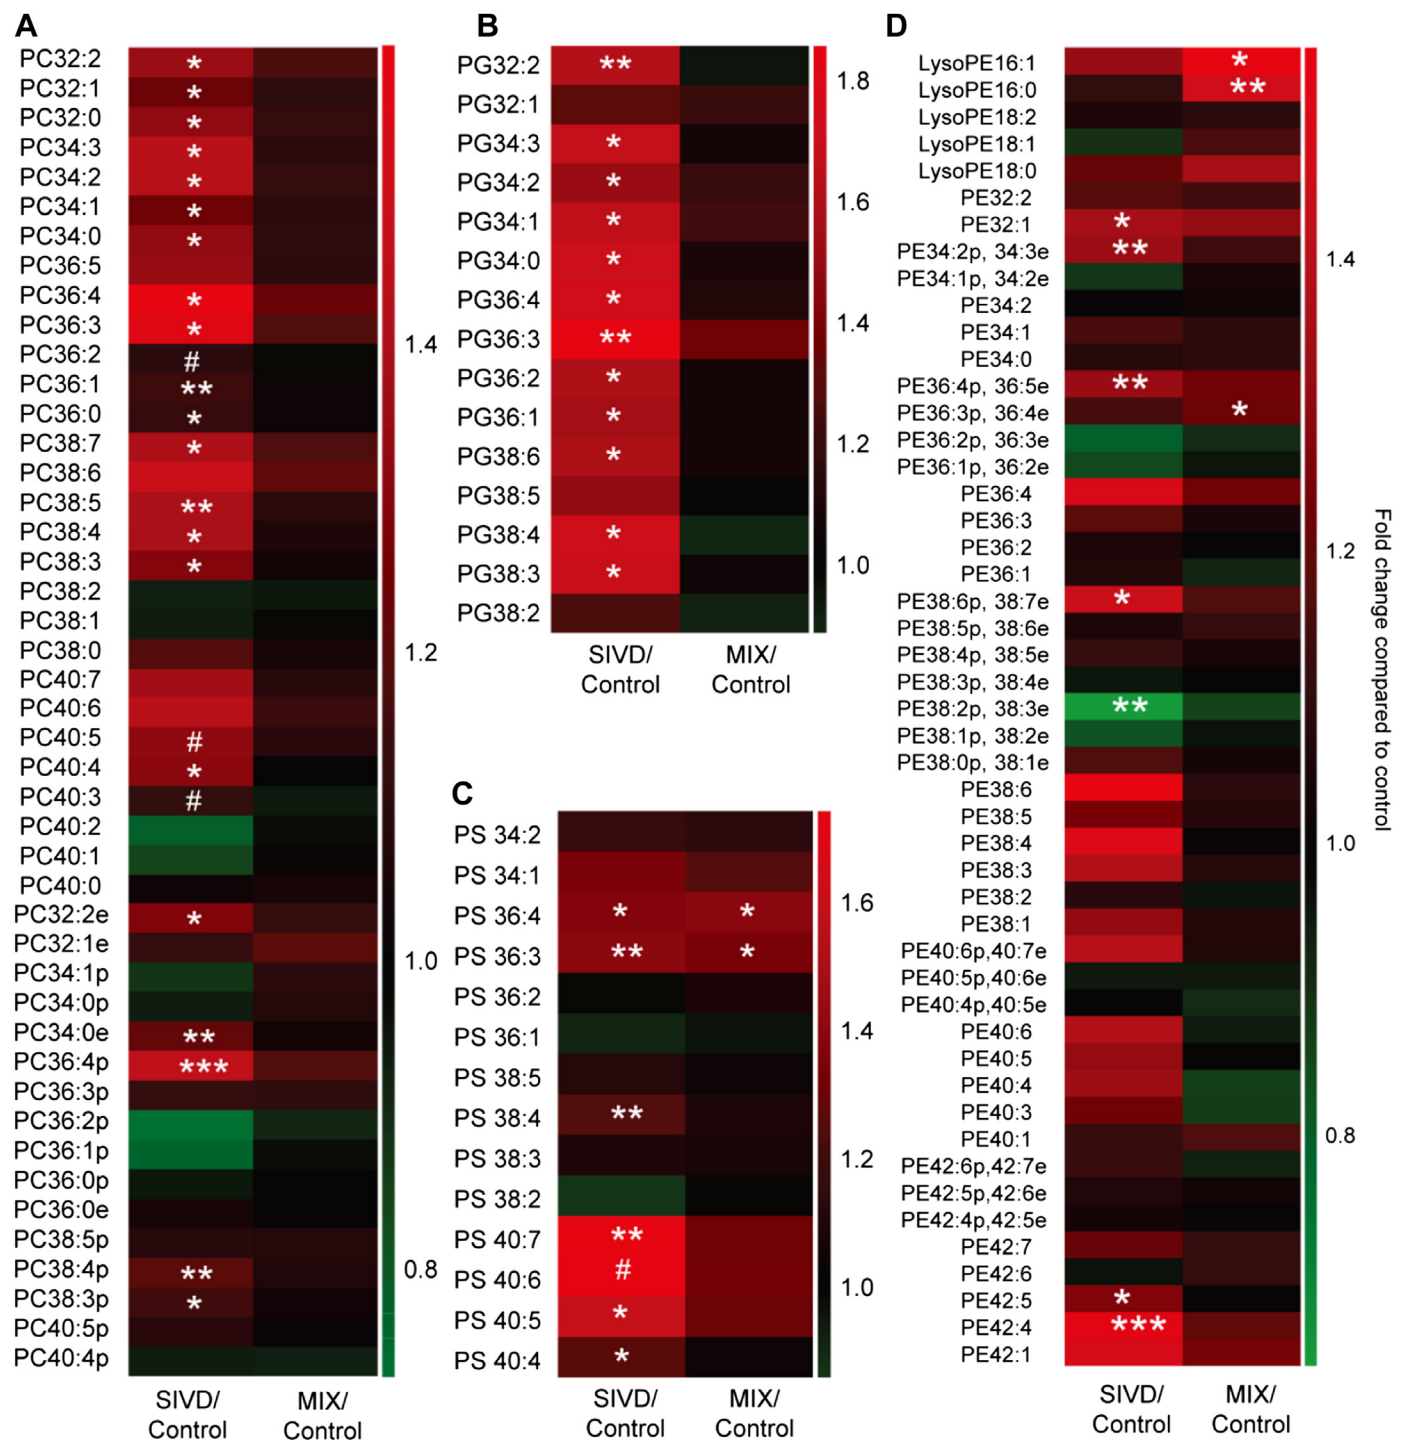 A
PC32:2 *
PC32:1 *
PC32:0 *
PC34:3 *
PC34:2 *
PC34:1 *
PC34:0 *
PC36:5
PC36:4 *
PC36:3 *
PC36:2 #
PC36:1 **
PC36:0 *
PC38:7 *
PC38:6
PC38:5 **
PC38:4 *
PC38:3 *
PC38:2
PC38:1
PC38:0
PC40:7
PC40:6
PC40:5 #
PC40:4 *
PC40:3 #
PC40:2
PC40:1
PC40:0
PC32:2e *
PC32:1e
PC34:1p
PC34:0p
PC34:0e **
PC36:4p ***
PC36:3p
PC36:2p
PC36:1p
PC36:0p
PC36:0e
PC38:5p
PC38:4p **
PC38:3p *
PC40:5p
PC40:4p
SIVD/ MIX/
Control Control
1.4
1.2
1.0
0.8
B
PG32:2 **
PG32:1
PG34:3 *
PG34:2 *
PG34:1 *
PG34:0 *
PG36:4 *
PG36:3 **
PG36:2 *
PG36:1 *
PG38:6 *
PG38:5
PG38:4 *
PG38:3 *
PG38:2
SIVD/ MIX/
Control Control
1.8
1.6
1.4
1.2
1.0
C
PS 34:2
PS 34:1
PS 36:4 * *
PS 36:3 ** *
PS 36:2
PS 36:1
PS 38:5
PS 38:4 **
PS 38:3
PS 38:2
PS 40:7 **
PS 40:6 #
PS 40:5 *
PS 40:4 *
SIVD/ MIX/
Control Control
1.6
1.4
1.2
1.0
D
LysoPE16:1 *
LysoPE16:0 **
LysoPE18:2
LysoPE18:1
LysoPE18:0
PE32:2
PE32:1 *
PE34:2p, 34:3e **
PE34:1p, 34:2e
PE34:2
PE34:1
PE34:0
PE36:4p, 36:5e **
PE36:3p, 36:4e *
PE36:2p, 36:3e
PE36:1p, 36:2e
PE36:4
PE36:3
PE36:2
PE36:1
PE38:6p, 38:7e *
PE38:5p, 38:6e
PE38:4p, 38:5e
PE38:3p, 38:4e
PE38:2p, 38:3e **
PE38:1p, 38:2e
PE38:0p, 38:1e
PE38:6
PE38:5
PE38:4
PE38:3
PE38:2
PE38:1
PE40:6p,40:7e
PE40:5p,40:6e
PE40:4p,40:5e
PE40:6
PE40:5
PE40:4
PE40:3
PE40:1
PE42:6p,42:7e
PE42:5p,42:6e
PE42:4p,42:5e
PE42:7
PE42:6
PE42:5 *
PE42:4 ***
PE42:1
SIVD/ MIX/
Control Control
1.4
1.2
1.0
0.8
Fold change compared to control